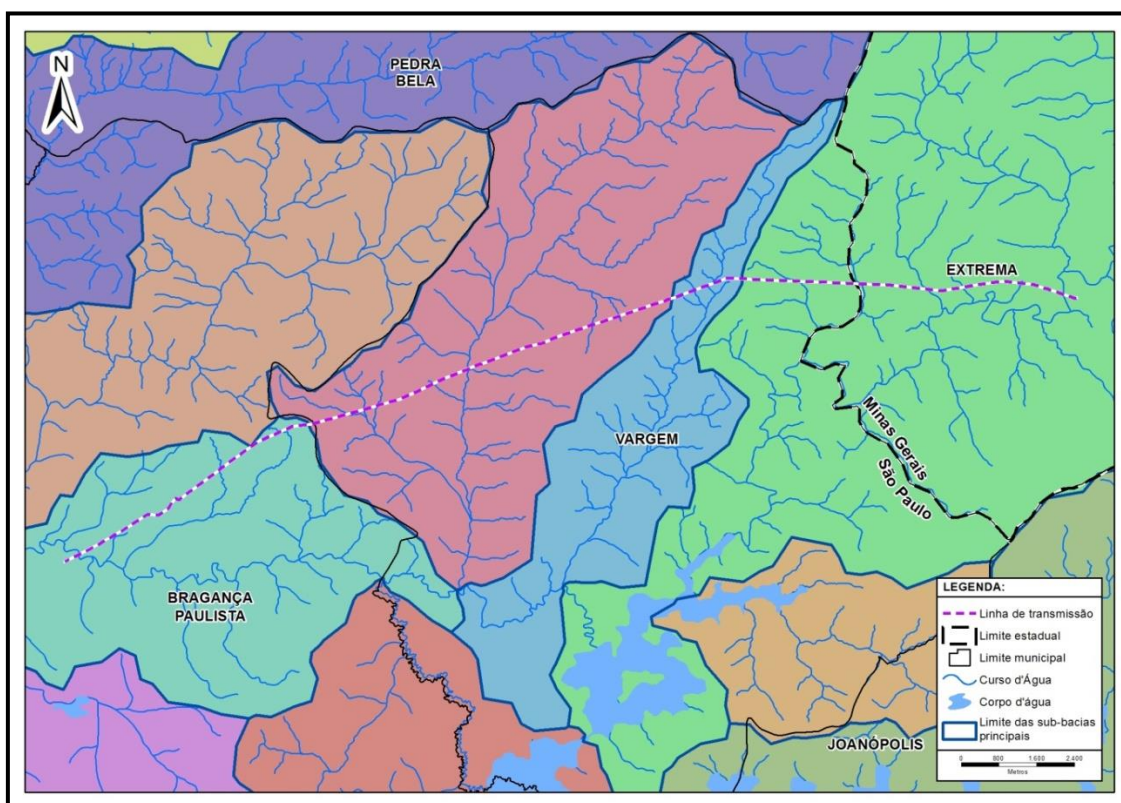 N
PEDRA
BELA
EXTREMA
VARGEM
Minas Gerais
São Paulo
BRAGANÇA
PAULISTA
JOANÓPOLIS
LEGENDA:
Linha de transmissão
Limite estadual
Limite municipal
Curso d'Água
Corpo d'água
Limite das sub-bacias
principais
0 800 1.600 2.400
Metros